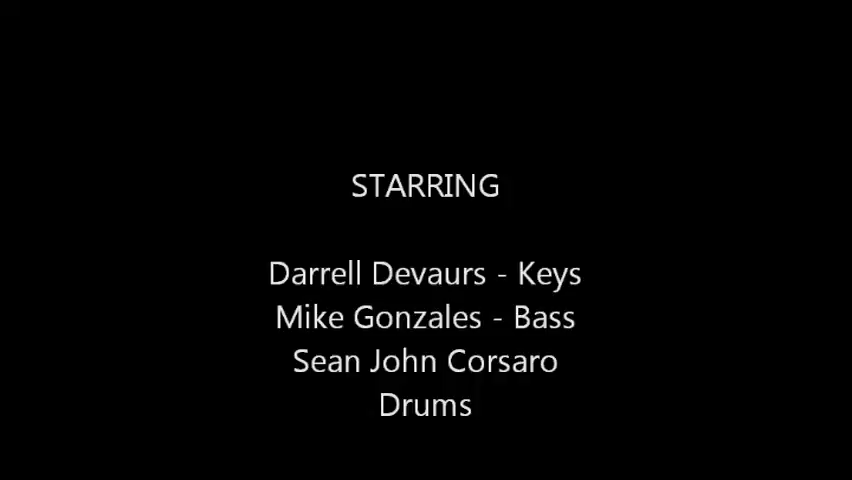 STARRING
Darrell Devaurs - Keys
Mike Gonzales - Bass
Sean John Corsaro
Drums